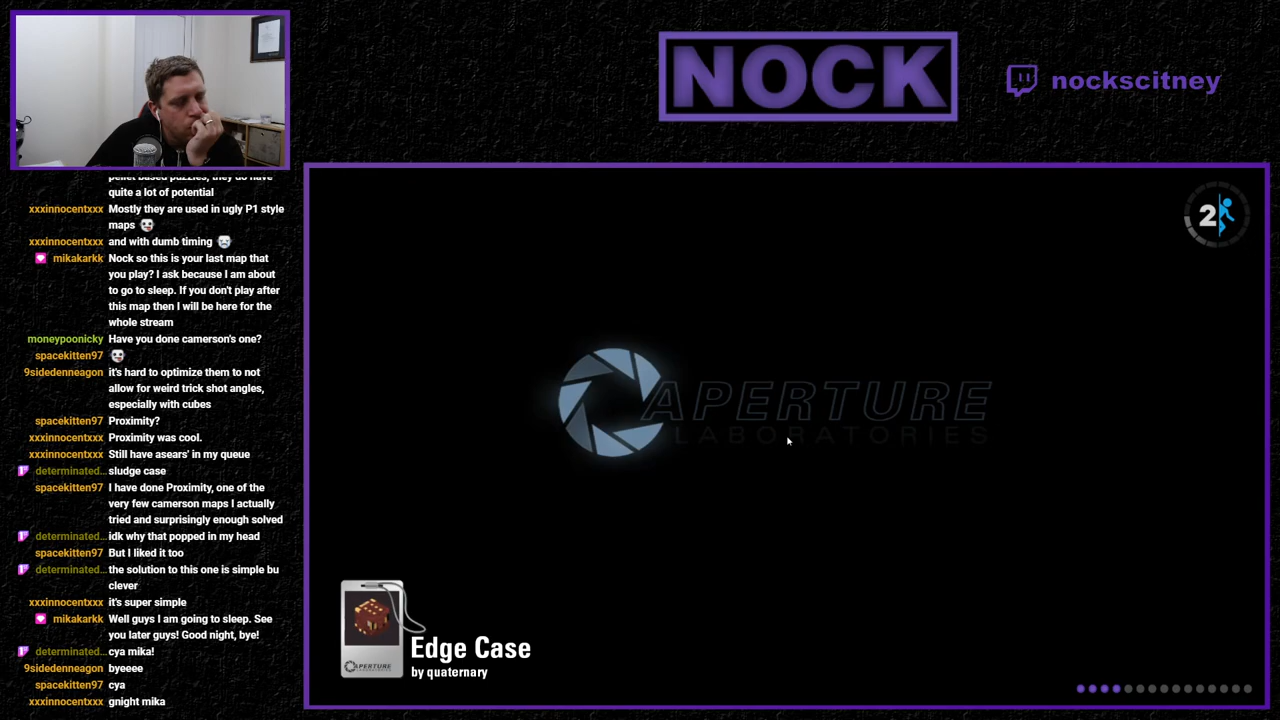 NOCK
nockscitney
pellet based puzzles, they do have
quite a lot of potential
xxxinnocentxxx Mostly they are used in ugly P1 style
maps
xxxinnocentxxx and with dumb timing
mikakarkk Nock so this is your last map that
you play? I ask because I am about
to go to sleep. If you don't play after
this map then I will be here for the
whole stream
moneypoonicky Have you done camerson's one?
spacekitten97
9sidedenneagon it's hard to optimize them to not
allow for weird trick shot angles,
especially with cubes
spacekitten97 Proximity?
xxxinnocentxxx Proximity was cool.
xxxinnocentxxx Still have asears' in my queue
determinated... sludge case
spacekitten97 I have done Proximity, one of the
very few camerson maps I actually
tried and surprisingly enough solved
determinated... idk why that popped in my head
spacekitten97 But I liked it too
determinated... the solution to this one is simple bu
clever
xxxinnocentxxx it's super simple
mikakarkk Well guys I am going to sleep. See
you later guys! Good night, bye!
determinated... cya mika!
9sidedenneagon byeeee
spacekitten97 cya
xxxinnocentxxx gnight mika
2
APERTURE
LABORATORIES
APERTURE
Edge Case
by quaternary